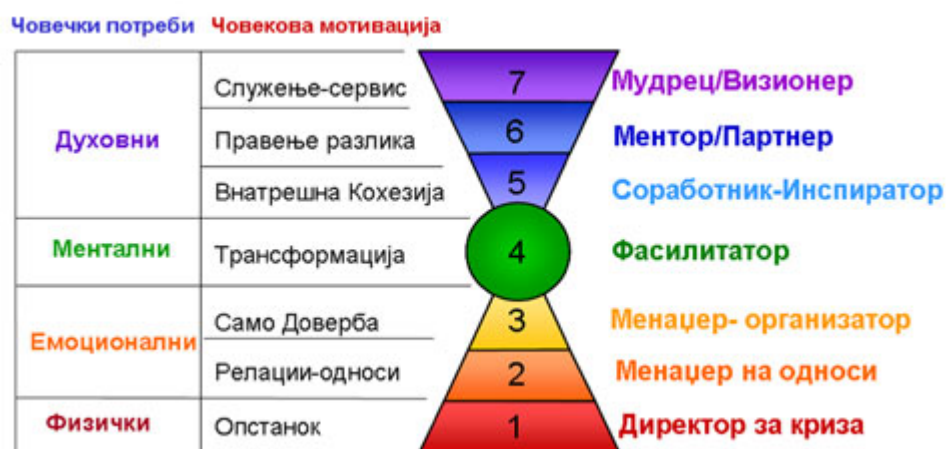 Човечки потреби Човекова мотивација
Служење-сервис 7 Мудрец/Визионер
Духовни Правење разлика 6 Ментор/Партнер
Внатрешна Кохезија 5 Соработник-Инспиратор
Ментални Трансформација 4 Фасилитатор
Само Доверба 3 Менаџер- организатор
Емоционални
Релации-односи 2 Менаџер на односи
Физички Опстанок 1 Директор за криза